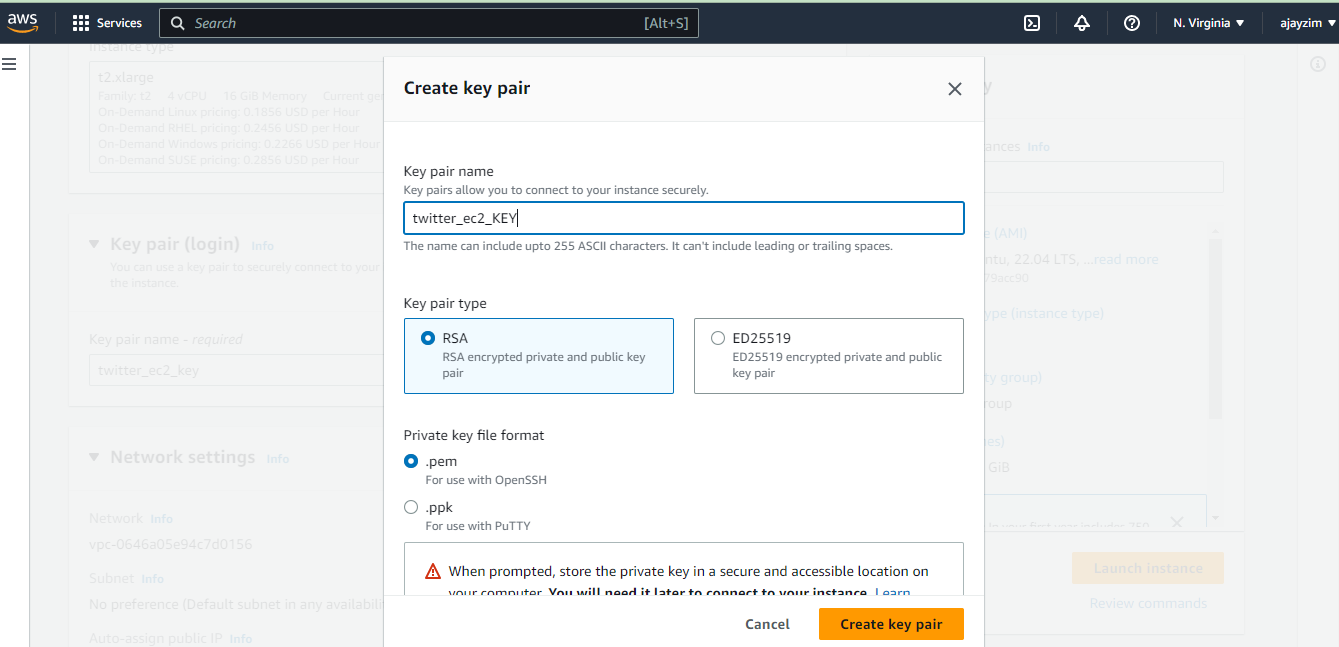 aws
Services
Search
[Alt+S]
N. Virginia
ajayzim
Instance type
t2.xlarge
Family: t2 4 vCPU 16 GiB Memory Current ger
On-Demand Linux pricing: 0.1856 USD per Hour
On-Demand RHEL pricing: 0.2456 USD per Hour
On-Demand Windows pricing: 0.2266 USD per Hour
On-Demand SUSE pricing: 0.2856 USD per Hour
Key pair (login) Info
You can use a key pair to securely connect to your
the instance.
Key pair name - required
twitter_ec2_key
Network settings Info
Network Info
vpc-0646a05e94c7d0156
Subnet Info
No preference (Default subnet in any availabili
Auto-assign public IP Info
Create key pair
Key pair name
Key pairs allow you to connect to your instance securely.
twitter_ec2_KEY
The name can include upto 255 ASCII characters. It can't include leading or trailing spaces.
Key pair type
RSA
RSA encrypted private and public key
pair
ED25519
ED25519 encrypted private and public
key pair
Private key file format
.pem
For use with OpenSSH
.ppk
For use with PuTTY
When prompted, store the private key in a secure and accessible location on
your computer. You will need it later to connect to your instance. Learn
Cancel
Create key pair
y
tances Info
e (AMI)
ntu, 22.04 LTS, ...read more
79acc90
ype (instance type)
ty group)
roup
nes)
GiB
In your first year includes 750
Launch instance
Review commands